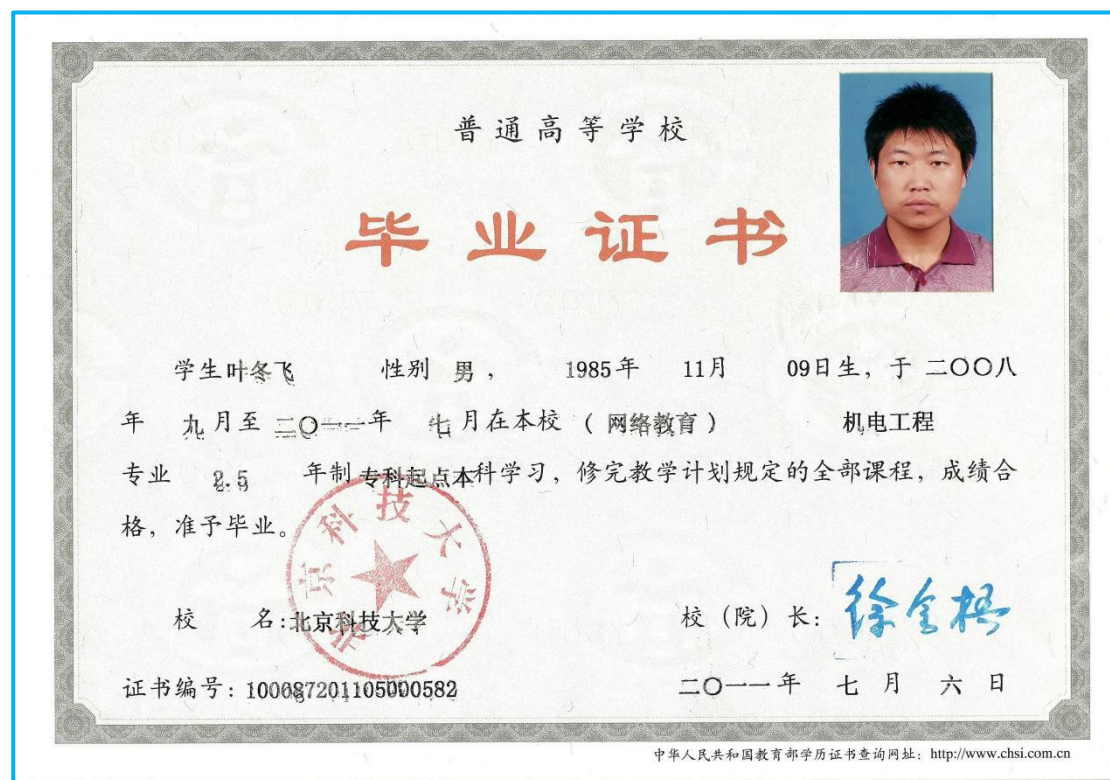 普通高等学校
毕业证书
学生叶冬飞 性别 男, 1985年 11月 09日生, 于 二〇〇八
年 九月至 二〇一一年 七月在本校 (网络教育) 机电工程
专业 2.5 年制 专科起点本科学习, 修完教学计划规定的全部课程, 成绩合
格, 准予毕业。
北京科技大学
校 名:北京科技大学 校 (院) 长: 徐金梧
证书编号: 100087201105000582 二〇一一年 七 月 六 日
中华人民共和国教育部学历证书查询网址: http://www.chsi.com.cn